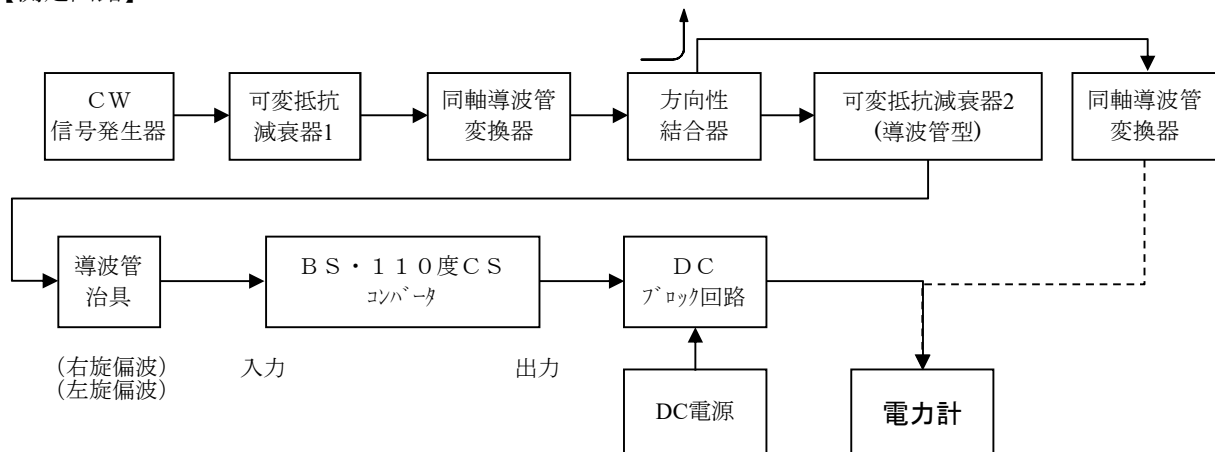 【測定回路】
CW
信号発生器
可変抵抗
減衰器1
同軸導波管
変換器
方向性
結合器
可変抵抗減衰器2
(導波管型)
同軸導波管
変換器
導波管
治具
BS・110度CS
コンバータ
DC
ブロック回路
(右旋偏波)
(左旋偏波)
入力
出力
DC電源
電力計